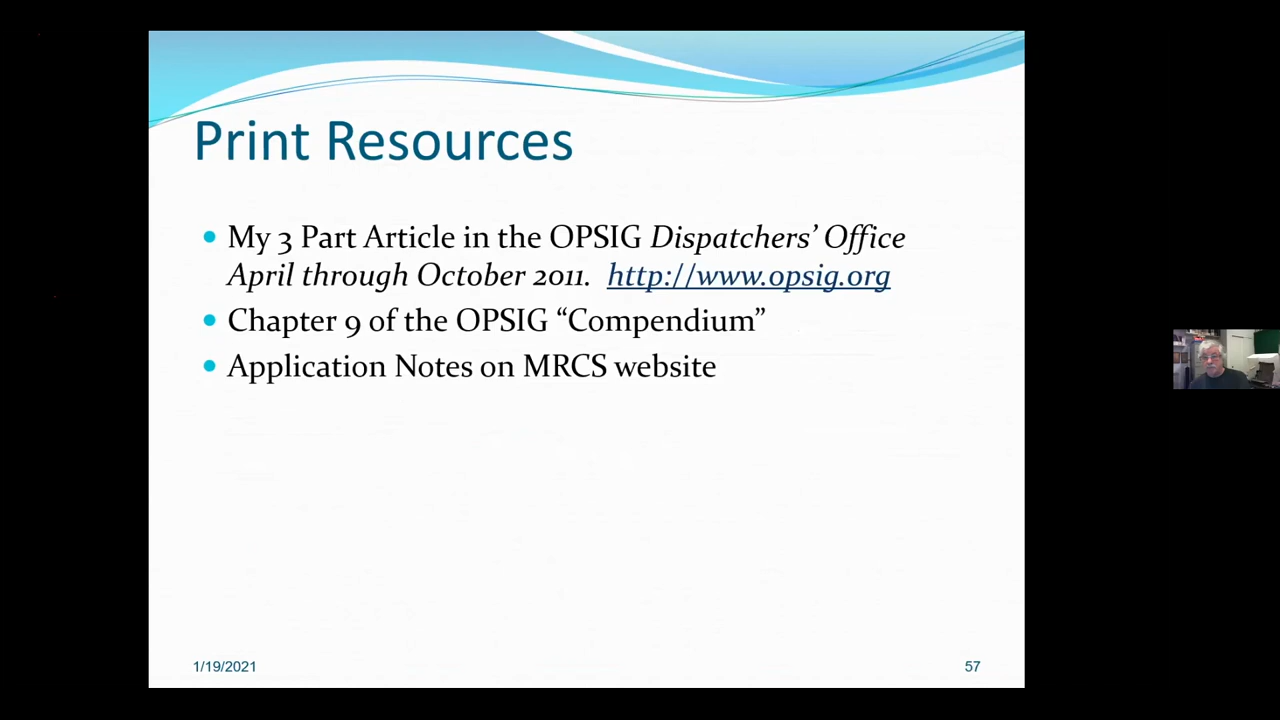 Print Resources
My 3 Part Article in the OPSIG Dispatchers’ Office
April through October 2011. http://www.opsig.org
Chapter 9 of the OPSIG “Compendium”
Application Notes on MRCS website
1/19/2021
57